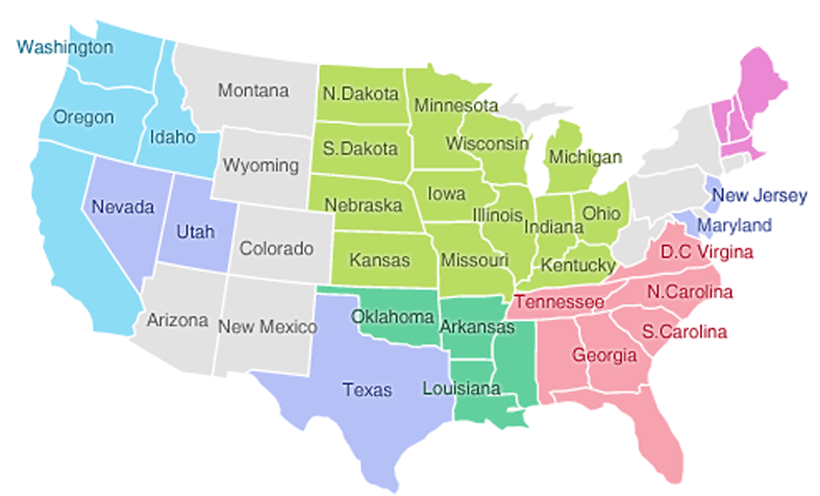 Washington
Montana
N.Dakota
Minnesota
Oregon
Idaho
S.Dakota
Wisconsin
Michigan
Wyoming
Nebraska
Iowa
Illinois
Indiana
Ohio
New Jersey
Nevada
Utah
Colorado
Kansas
Missouri
Kentucky
Maryland
D.C Virgina
Arizona
New Mexico
Oklahoma
Arkansas
Tennessee
N.Carolina
S.Carolina
Georgia
Texas
Louisiana